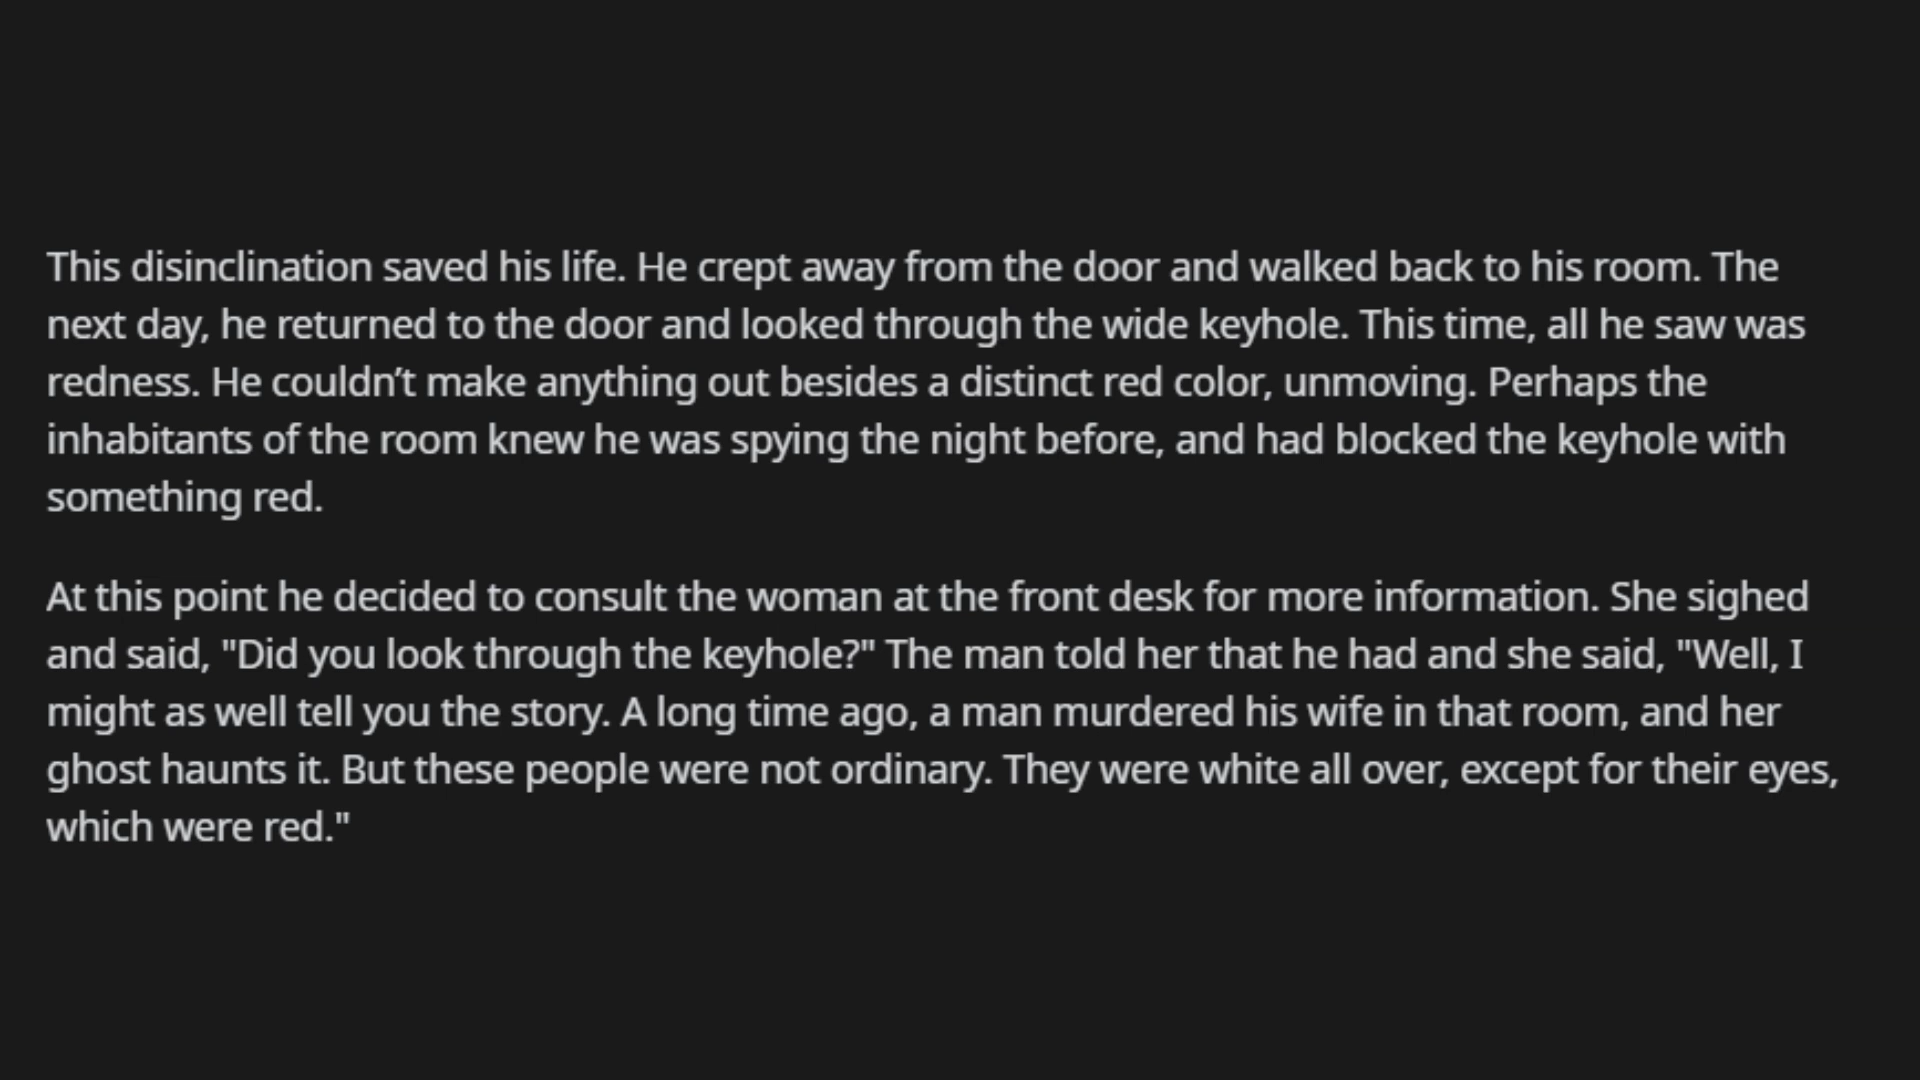 This disinclination saved his life. He crept away from the door and walked back to his room. The
next day, he returned to the door and looked through the wide keyhole. This time, all he saw was
redness. He couldn’t make anything out besides a distinct red color, unmoving. Perhaps the
inhabitants of the room knew he was spying the night before, and had blocked the keyhole with
something red.
At this point he decided to consult the woman at the front desk for more information. She sighed
and said, "Did you look through the keyhole?" The man told her that he had and she said, "Well, I
might as well tell you the story. A long time ago, a man murdered his wife in that room, and her
ghost haunts it. But these people were not ordinary. They were white all over, except for their eyes,
which were red."